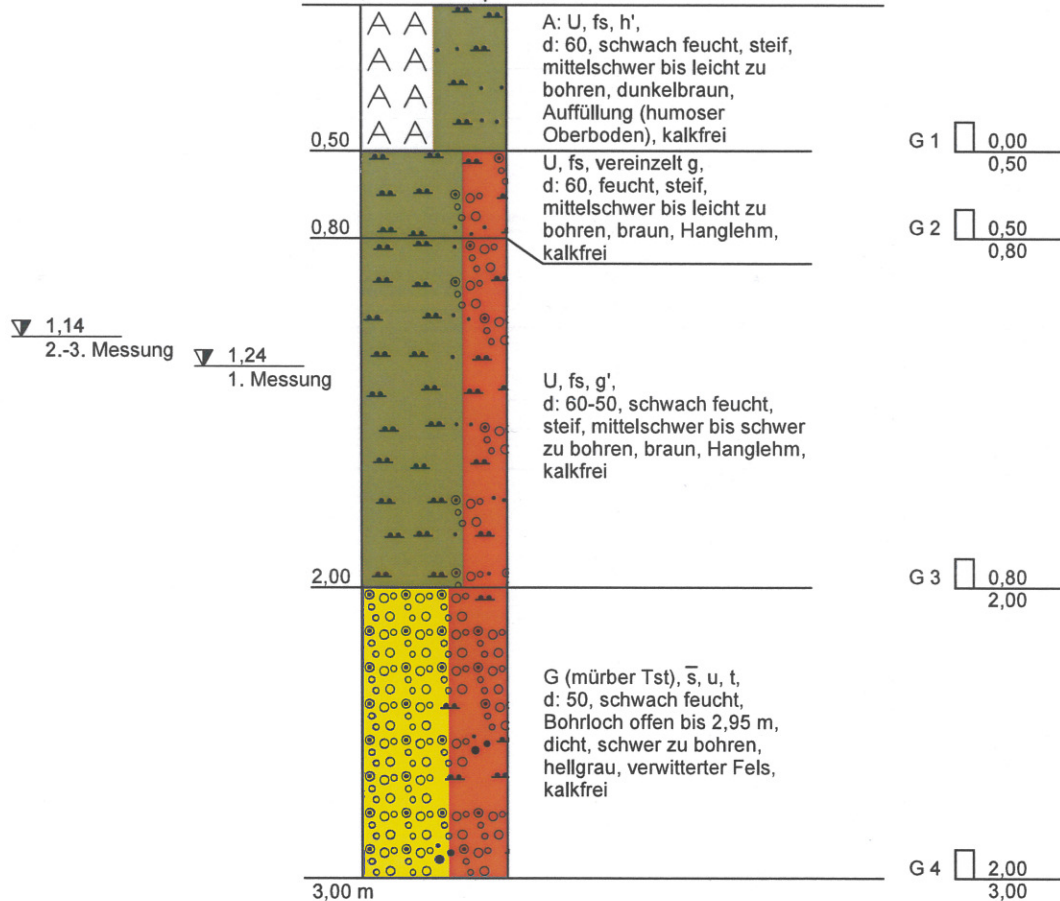 A: U, fs, h',
d: 60, schwach feucht, steif,
mittelschwer bis leicht zu
bohren, dunkelbraun,
Auffüllung (humoser
Oberboden), kalkfrei
A A
A A
A A
A A
0,50
G 1 0,00
0,50
U, fs, vereinzelt g,
d: 60, feucht, steif,
mittelschwer bis leicht zu
bohren, braun, Hanglehm,
kalkfrei
0,80
G 2 0,50
0,80
1,14
2.-3. Messung
1,24
1. Messung
U, fs, g',
d: 60-50, schwach feucht,
steif, mittelschwer bis schwer
zu bohren, braun, Hanglehm,
kalkfrei
2,00
G 3 0,80
2,00
G (mürber Tst), s̅, u, t,
d: 50, schwach feucht,
Bohrloch offen bis 2,95 m,
dicht, schwer zu bohren,
hellgrau, verwitterter Fels,
kalkfrei
3,00 m
G 4 2,00
3,00